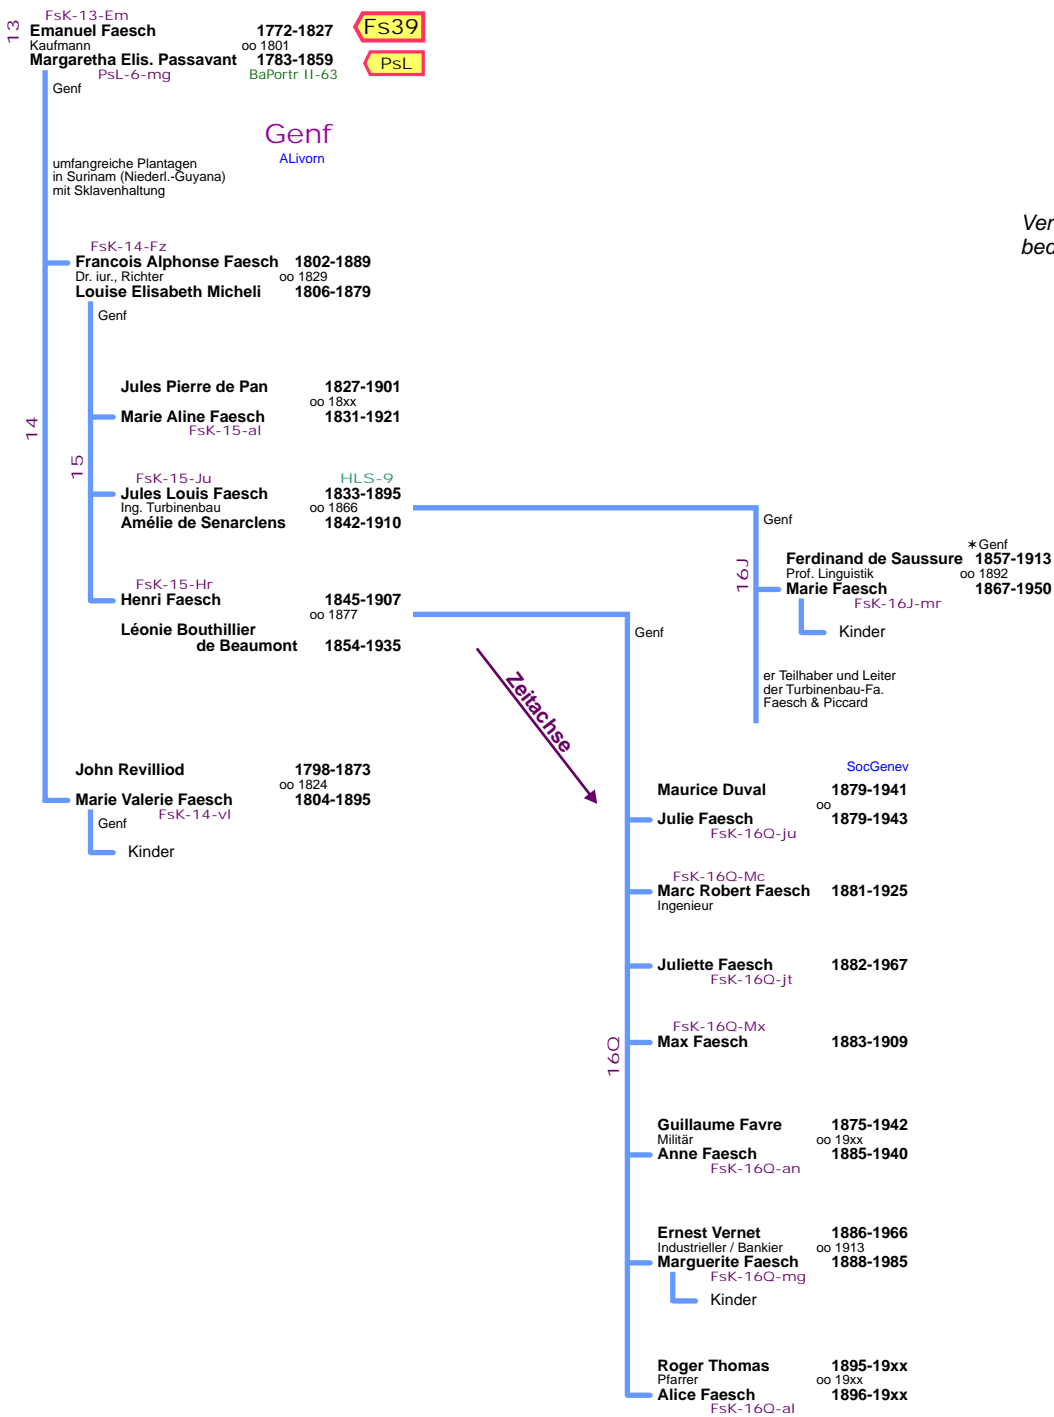 13
FsK-13-Em
Emanuel Faesch 1772-1827 Fs39
Kaufmann oo 1801
Margaretha Elis. Passavant 1783-1859 PsL
PsL-6-mg BaPortr II-63
Genf
Genf
ALivorn
umfangreiche Plantagen
in Surinam (Niederl.-Guyana)
mit Sklavenhaltung
Ver
bed
14
FsK-14-Fz
Francois Alphonse Faesch 1802-1889
Dr. iur., Richter oo 1829
Louise Elisabeth Micheli 1806-1879
Genf
15
Jules Pierre de Pan 1827-1901
oo 18xx
Marie Aline Faesch 1831-1921
FsK-15-al
FsK-15-Ju HLS-9
Jules Louis Faesch 1833-1895
Ing. Turbinenbau oo 1866
Amélie de Senarclens 1842-1910
Genf
16J
*Genf
Ferdinand de Saussure 1857-1913
Prof. Linguistik oo 1892
Marie Faesch 1867-1950
FsK-16J-mr
Kinder
er Teilhaber und Leiter
der Turbinenbau-Fa.
Faesch & Piccard
FsK-15-Hr
Henri Faesch 1845-1907
oo 1877
Léonie Bouthillier
de Beaumont 1854-1935
Genf
Zeitachse
John Revilliod 1798-1873
oo 1824
Marie Valerie Faesch 1804-1895
FsK-14-vl
Genf
Kinder
16Q
SocGenev
Maurice Duval 1879-1941
oo
Julie Faesch 1879-1943
FsK-16Q-ju
FsK-16Q-Mc
Marc Robert Faesch 1881-1925
Ingenieur
Juliette Faesch 1882-1967
FsK-16Q-jt
FsK-16Q-Mx
Max Faesch 1883-1909
Guillaume Favre 1875-1942
Militär oo 19xx
Anne Faesch 1885-1940
FsK-16Q-an
Ernest Vernet 1886-1966
Industrieller / Bankier oo 1913
Marguerite Faesch 1888-1985
FsK-16Q-mg
Kinder
Roger Thomas 1895-19xx
Pfarrer oo 19xx
Alice Faesch 1896-19xx
FsK-16Q-al